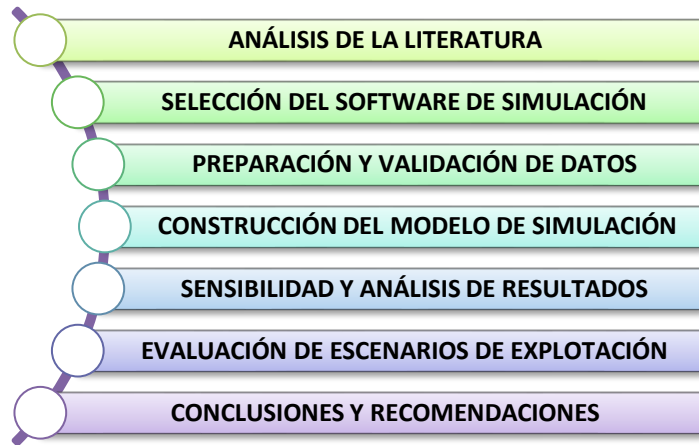 ANÁLISIS DE LA LITERATURA
SELECCIÓN DEL SOFTWARE DE SIMULACIÓN
PREPARACIÓN Y VALIDACIÓN DE DATOS
CONSTRUCCIÓN DEL MODELO DE SIMULACIÓN
SENSIBILIDAD Y ANÁLISIS DE RESULTADOS
EVALUACIÓN DE ESCENARIOS DE EXPLOTACIÓN
CONCLUSIONES Y RECOMENDACIONES